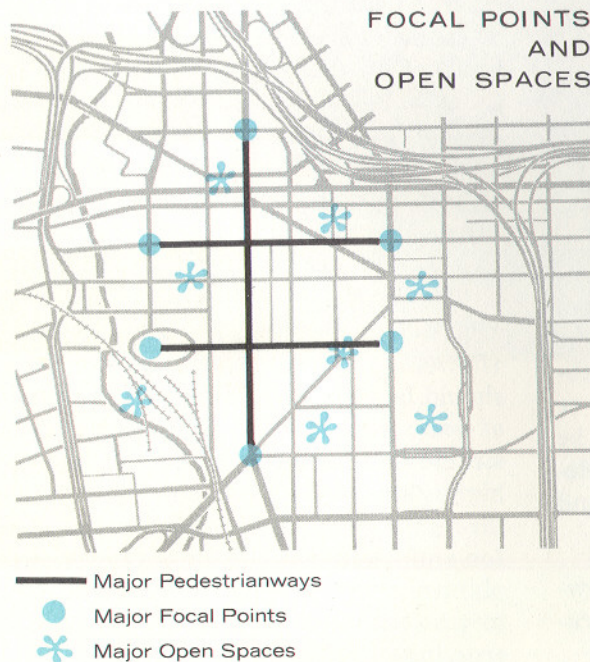 FOCAL POINTS
AND
OPEN SPACES
Major Pedestrianways
Major Focal Points
Major Open Spaces